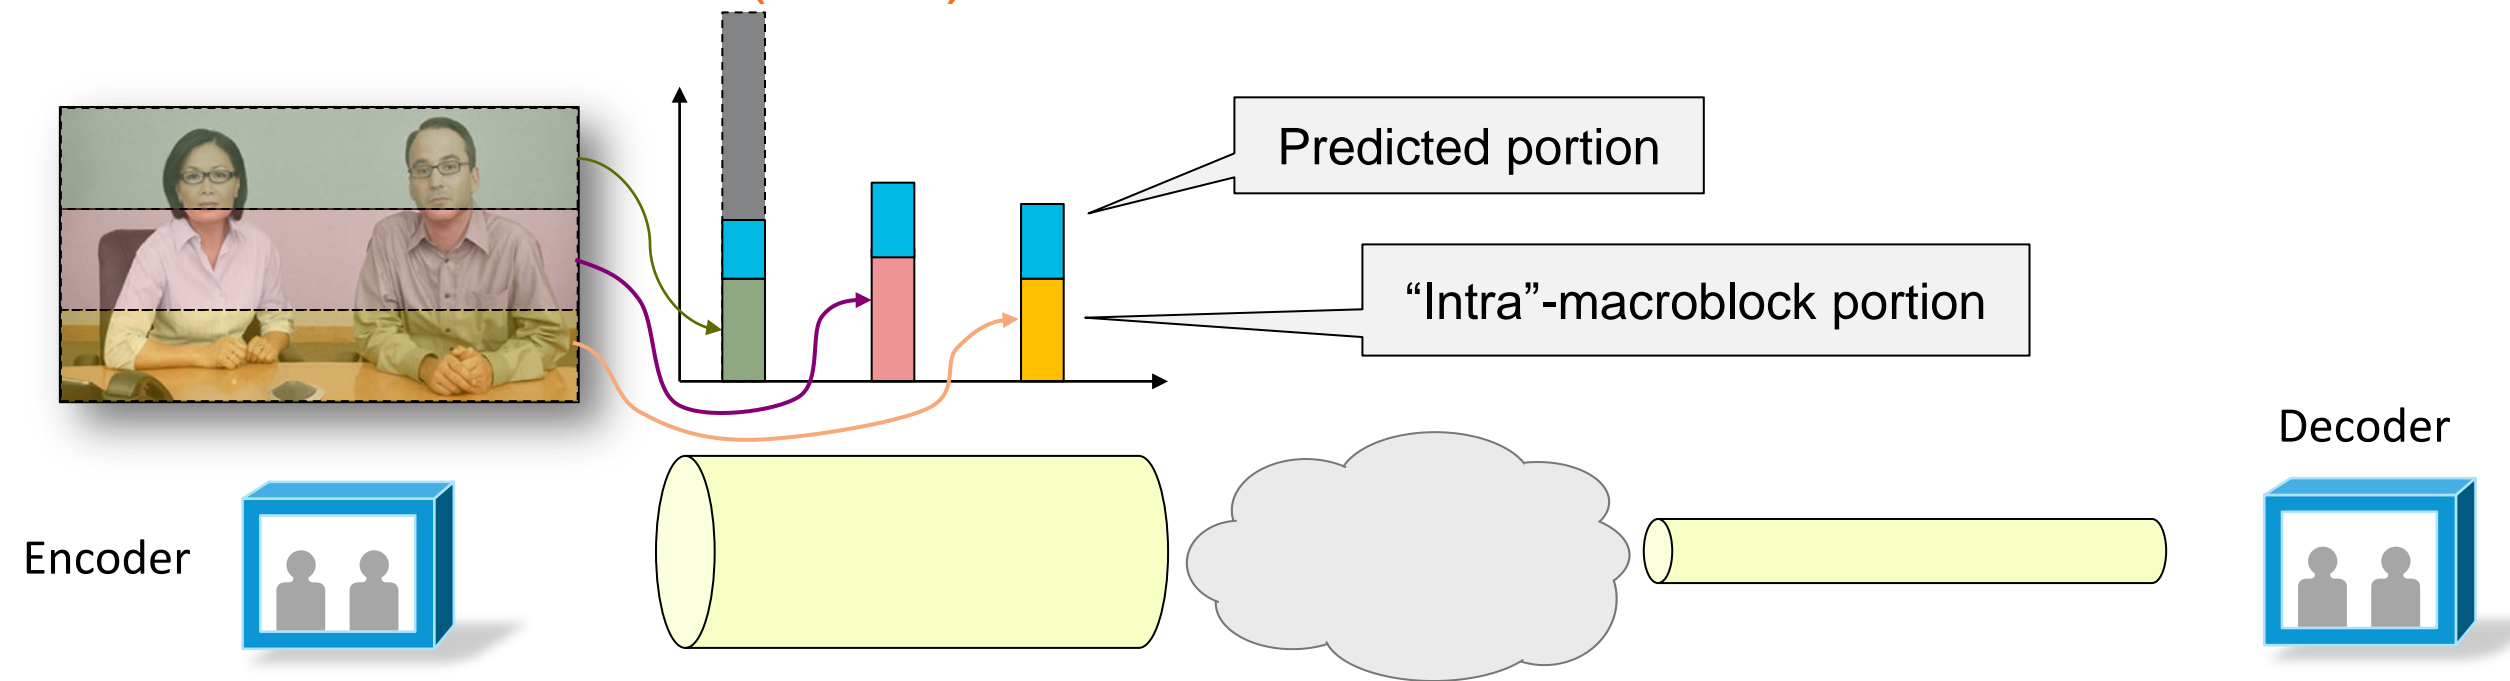 Predicted portion
“Intra”-macroblock portion
Decoder
Encoder